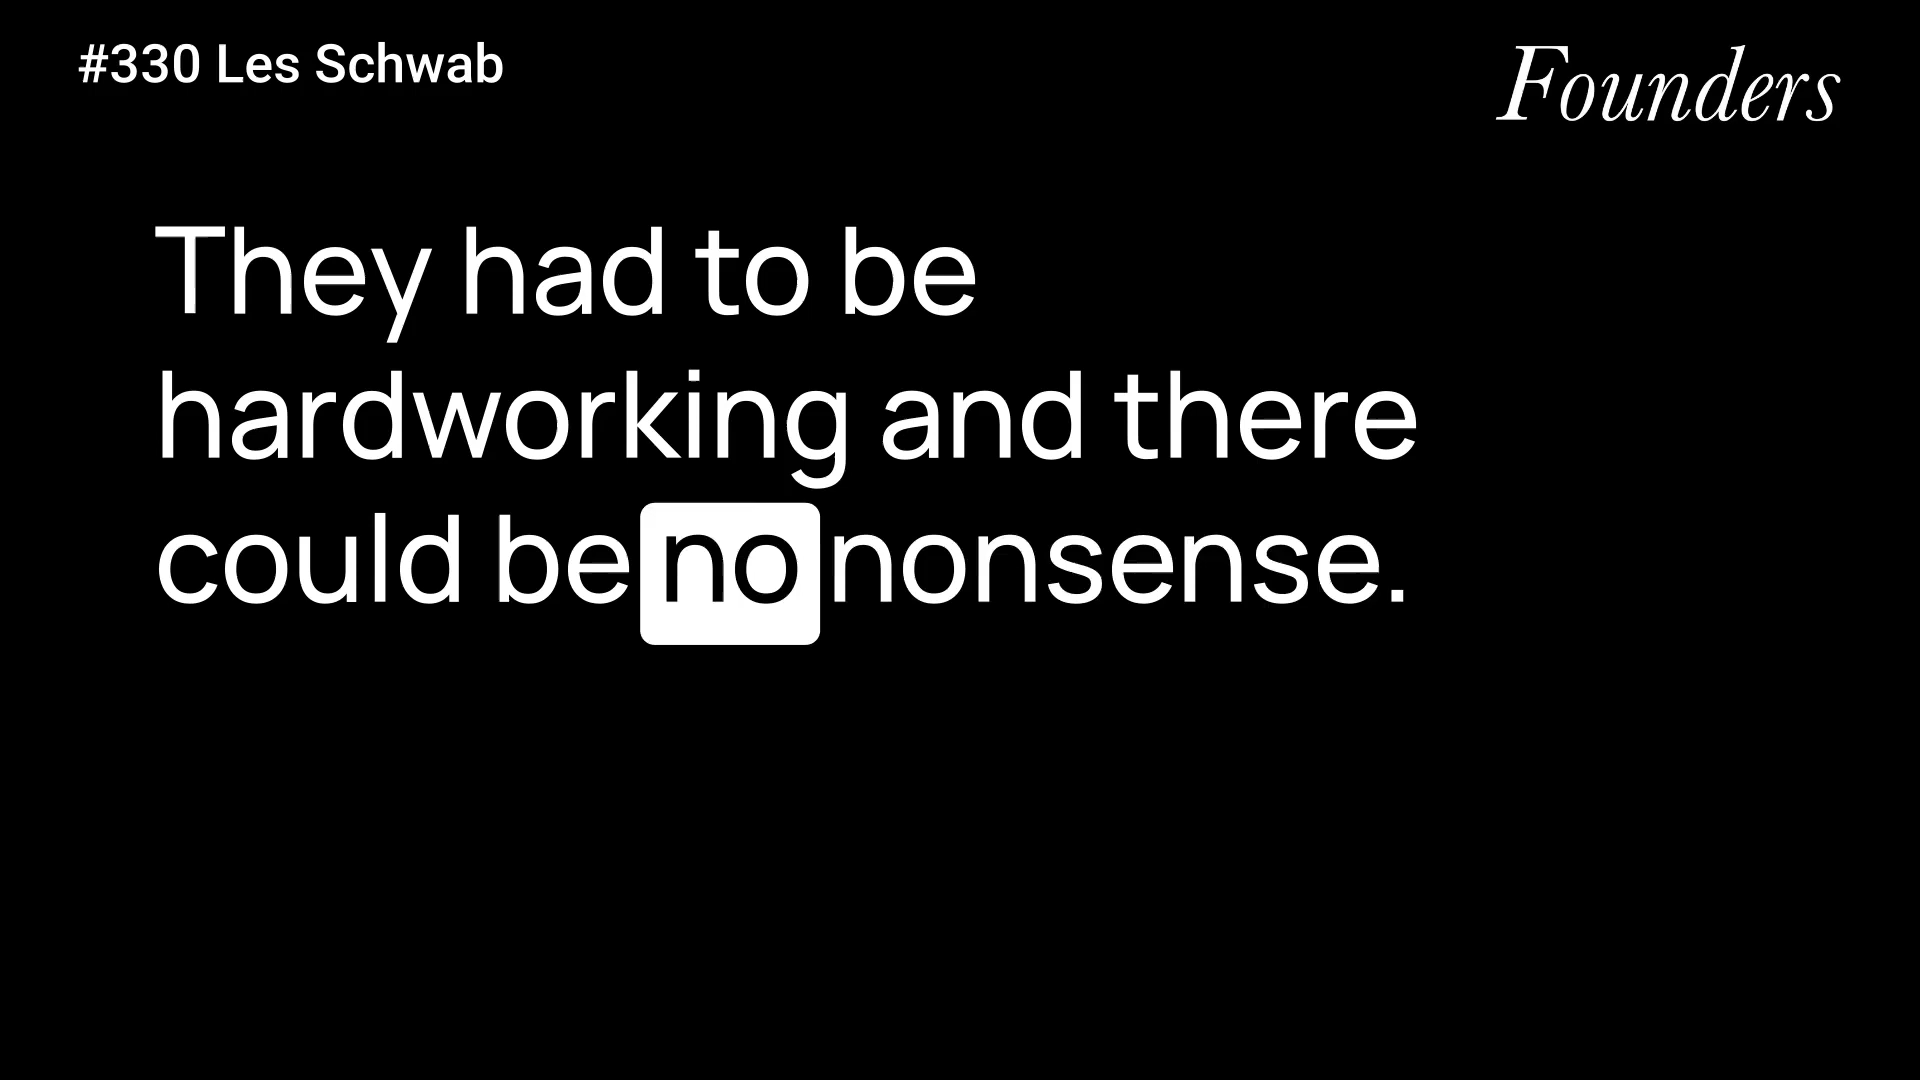 #330 Les Schwab
Founders
They had to be
hardworking and there
could be no nonsense.